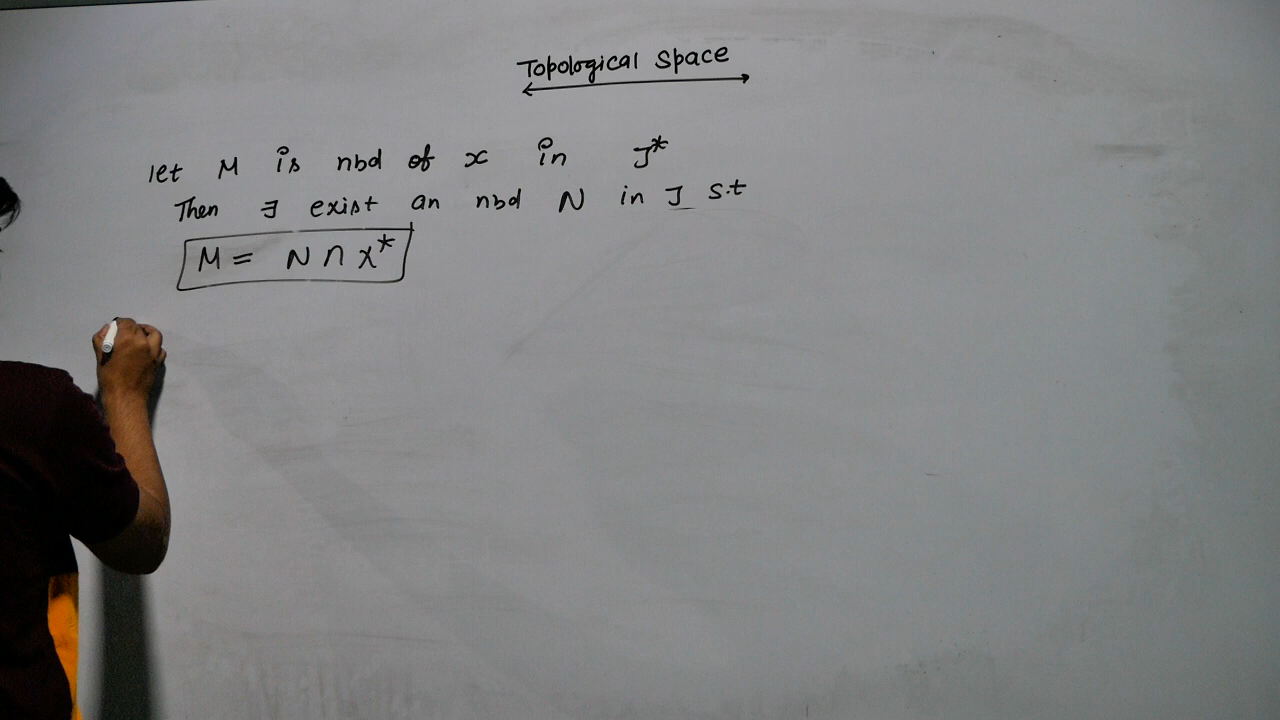 Topological Space
let M is nbd of x in J*
Then ∃ exist an nbd N in J s.t
M = N ∩ X*